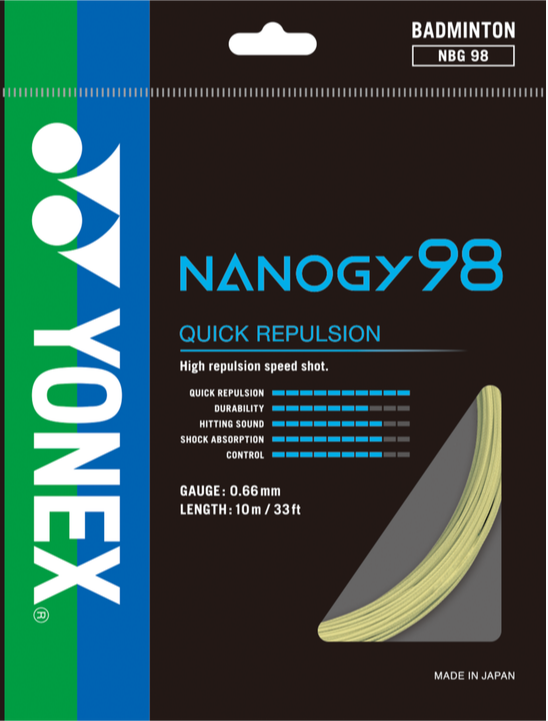 BADMINTON
NBG 98
YONEX
®
NANOGY98
QUICK REPULSION
High repulsion speed shot.
QUICK REPULSION
DURABILITY
HITTING SOUND
SHOCK ABSORPTION
CONTROL
GAUGE: 0.66mm
LENGTH: 10m / 33ft
MADE IN JAPAN